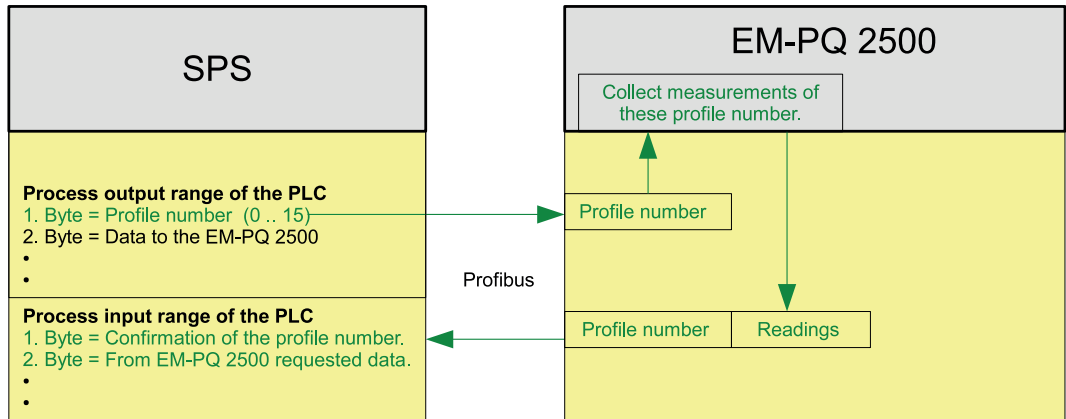 SPS
Process output range of the PLC
1. Byte = Profile number (0 .. 15)
2. Byte = Data to the EM-PQ 2500
•
•
Process input range of the PLC
1. Byte = Confirmation of the profile number.
2. Byte = From EM-PQ 2500 requested data.
•
•
Profibus
EM-PQ 2500
Collect measurements of
these profile number.
Profile number
Profile number
Readings